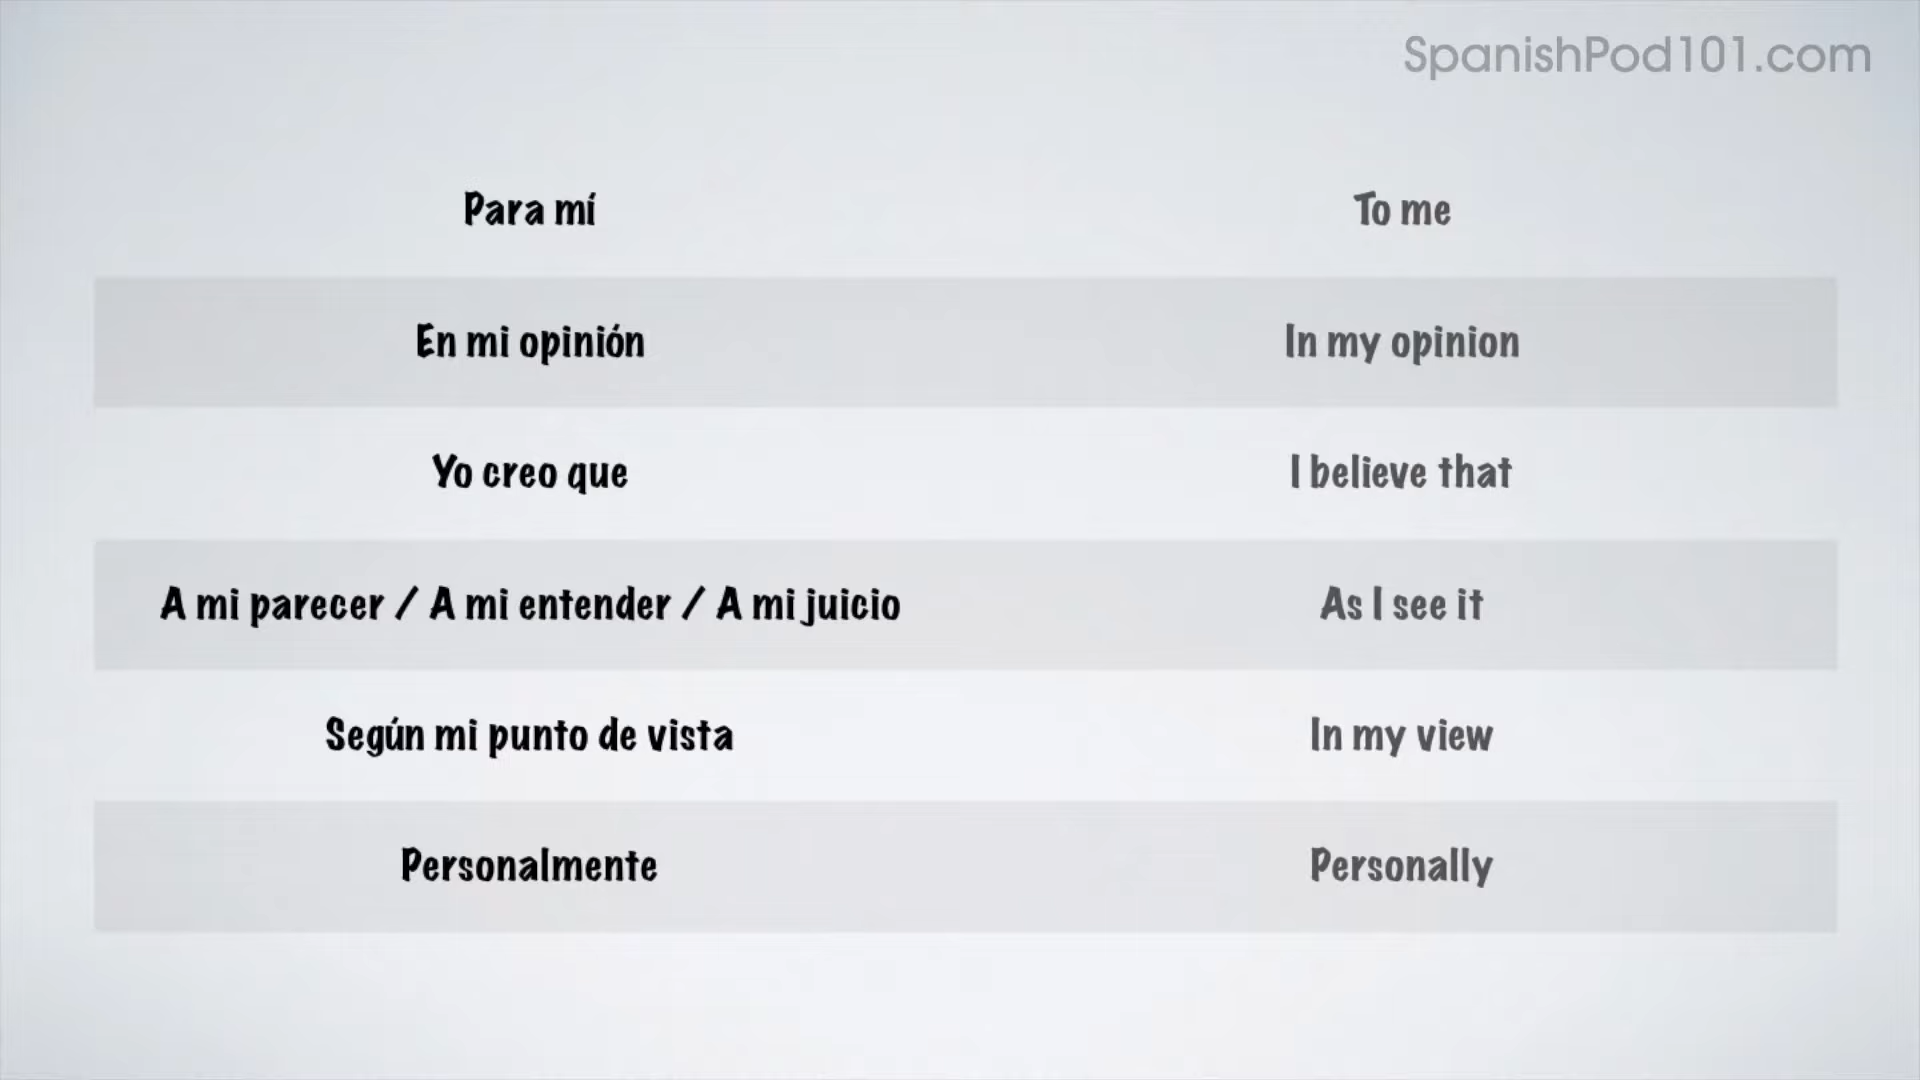 SpanishPod101.com
Para mí To me
En mi opinión In my opinion
Yo creo que I believe that
A mi parecer / A mi entender / A mi juicio As I see it
Según mi punto de vista In my view
Personalmente Personally